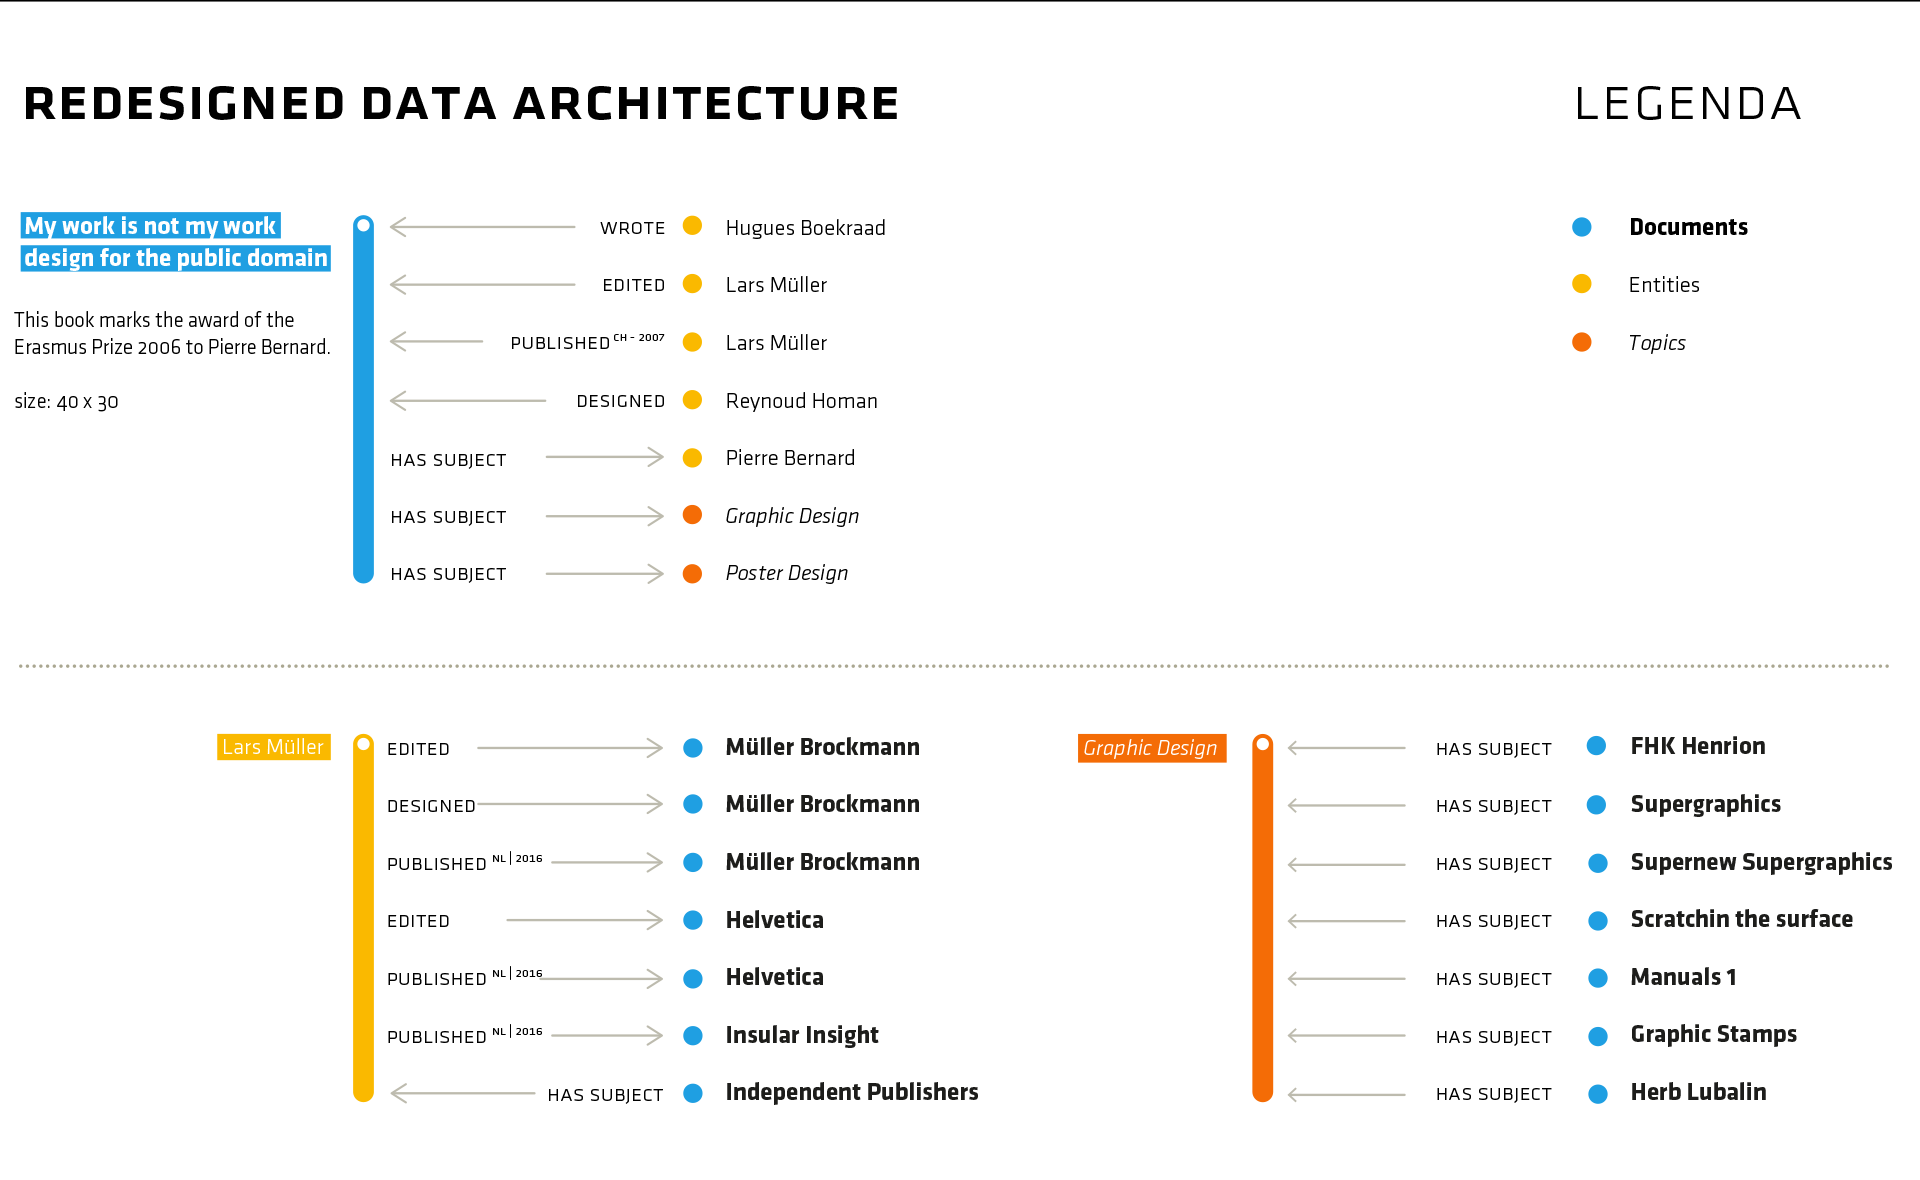 REDESIGNED DATA ARCHITECTURE
LEGENDA
My work is not my work
design for the public domain
This book marks the award of the
Erasmus Prize 2006 to Pierre Bernard.
size: 40 x 30
WROTE Hugues Boekraad
EDITED Lars Müller
PUBLISHED CH - 2007 Lars Müller
DESIGNED Reynoud Homan
HAS SUBJECT Pierre Bernard
HAS SUBJECT Graphic Design
HAS SUBJECT Poster Design
Documents
Entities
Topics
Lars Müller
EDITED Müller Brockmann
DESIGNED Müller Brockmann
PUBLISHED NL | 2016 Müller Brockmann
EDITED Helvetica
PUBLISHED NL | 2016 Helvetica
PUBLISHED NL | 2016 Insular Insight
HAS SUBJECT Independent Publishers
Graphic Design
HAS SUBJECT FHK Henrion
HAS SUBJECT Supergraphics
HAS SUBJECT Supernew Supergraphics
HAS SUBJECT Scratchin the surface
HAS SUBJECT Manuals 1
HAS SUBJECT Graphic Stamps
HAS SUBJECT Herb Lubalin